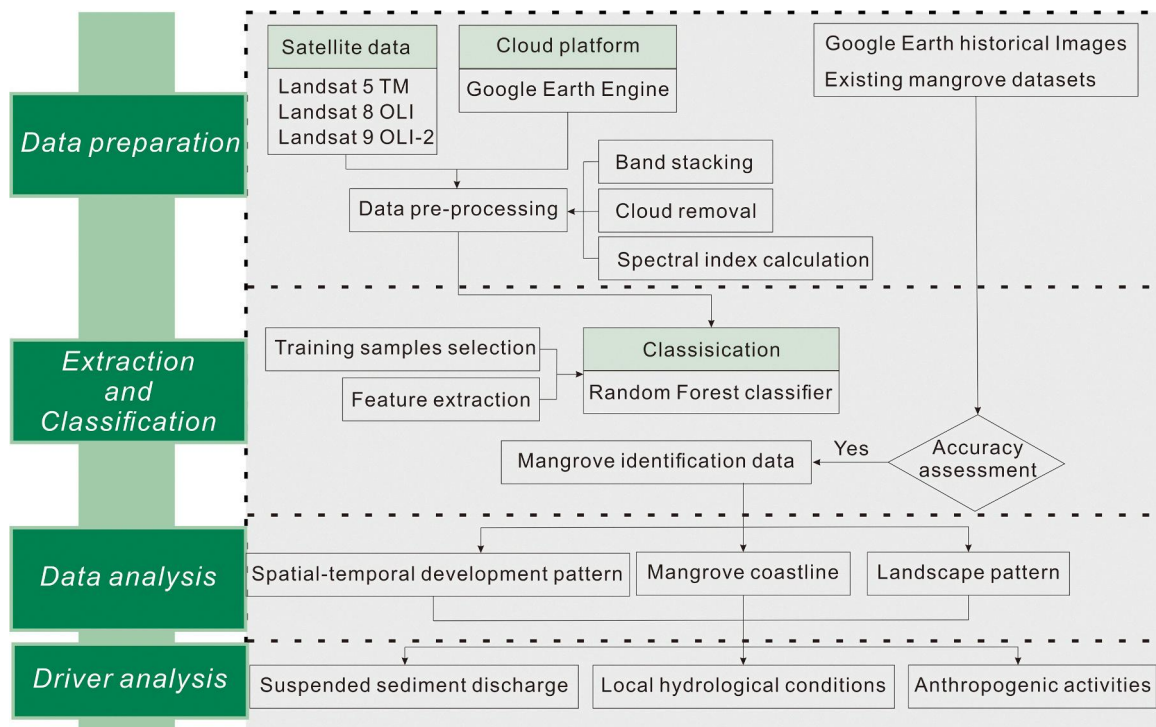 Data preparation
Satellite data
Landsat 5 TM
Landsat 8 OLI
Landsat 9 OLI-2
Cloud platform
Google Earth Engine
Google Earth historical Images
Existing mangrove datasets
Band stacking
Data pre-processing
Cloud removal
Spectral index calculation
Extraction
and
Classification
Training samples selection
Feature extraction
Classisication
Random Forest classifier
Mangrove identification data
Yes
Accuracy
assessment
Data analysis
Spatial-temporal development pattern
Mangrove coastline
Landscape pattern
Driver analysis
Suspended sediment discharge
Local hydrological conditions
Anthropogenic activities